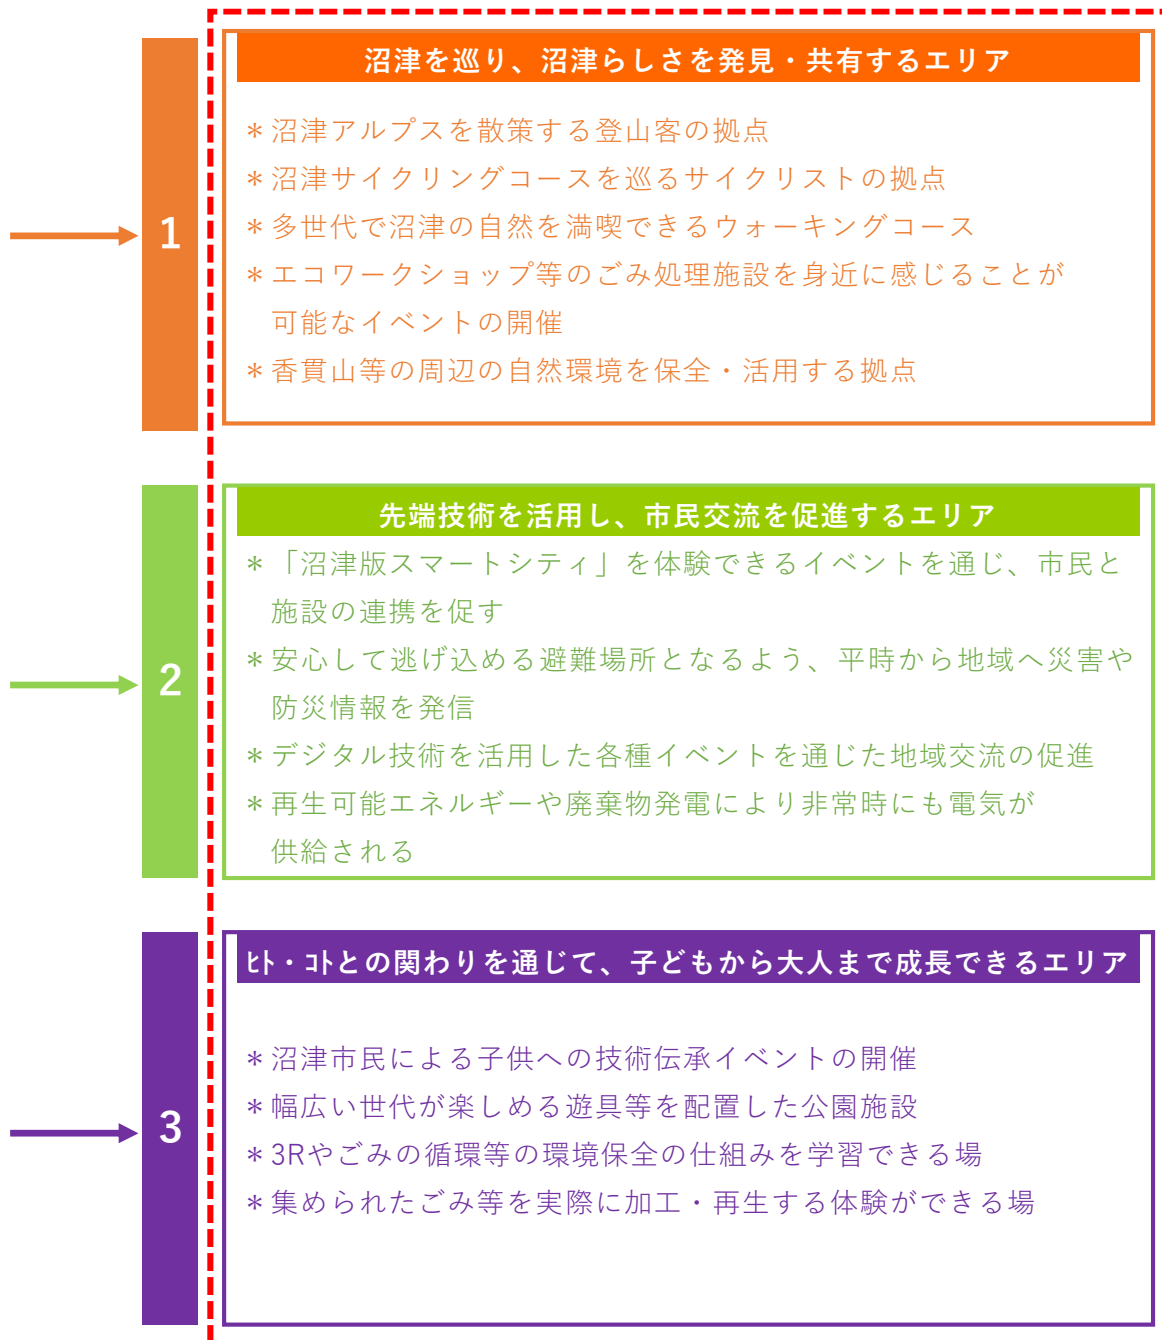 1
沼津を巡り、沼津らしさを発見・共有するエリア
＊沼津アルプスを散策する登山客の拠点
＊沼津サイクリングコースを巡るサイクリストの拠点
＊多世代で沼津の自然を満喫できるウォーキングコース
＊エコワークショップ等のごみ処理施設を身近に感じることが
可能なイベントの開催
＊香貫山等の周辺の自然環境を保全・活用する拠点
2
先端技術を活用し、市民交流を促進するエリア
＊「沼津版スマートシティ」を体験できるイベントを通じ、市民と
施設の連携を促す
＊安心して逃げ込める避難場所となるよう、平時から地域へ災害や
防災情報を発信
＊デジタル技術を活用した各種イベントを通じた地域交流の促進
＊再生可能エネルギーや廃棄物発電により非常時にも電気が
供給される
3
ﾋﾄ・ｺﾄとの関わりを通じて、子どもから大人まで成長できるエリア
＊沼津市民による子供への技術伝承イベントの開催
＊幅広い世代が楽しめる遊具等を配置した公園施設
＊3Rやごみの循環等の環境保全の仕組みを学習できる場
＊集められたごみ等を実際に加工・再生する体験ができる場